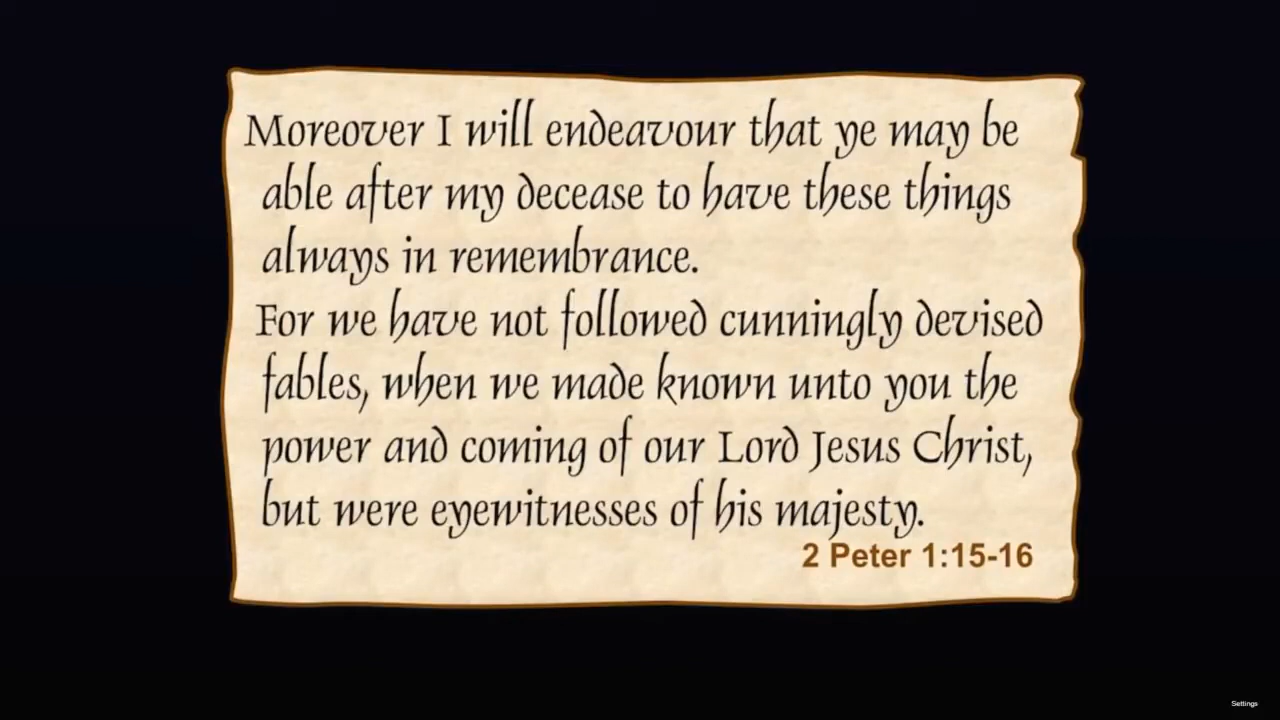 Moreover I will endeavour that ye may be
able after my decease to have these things
always in remembrance.
For we have not followed cunningly devised
fables, when we made known unto you the
power and coming of our Lord Jesus Christ,
but were eyewitnesses of his majesty.
2 Peter 1:15-16
Settings